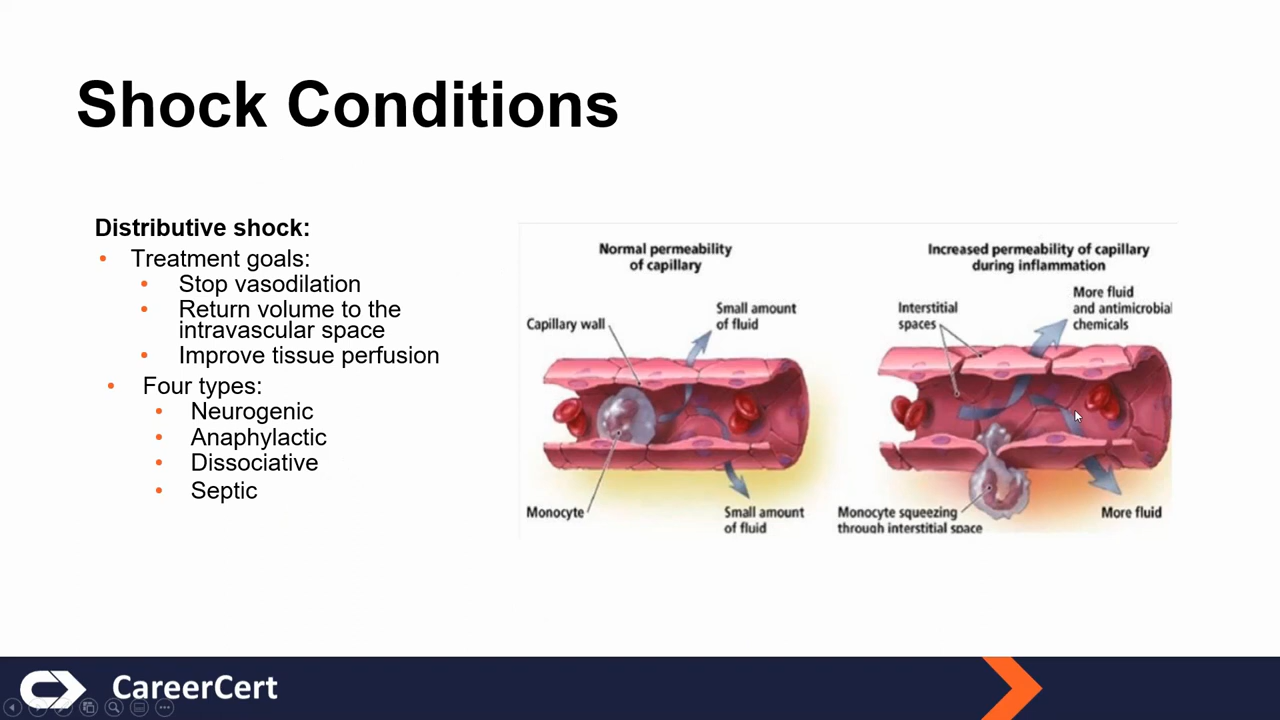 Shock Conditions
Distributive shock:
• Treatment goals:
• Stop vasodilation
• Return volume to the
intravascular space
• Improve tissue perfusion
• Four types:
• Neurogenic
• Anaphylactic
• Dissociative
• Septic
Normal permeability
of capillary
Capillary wall
Small amount
of fluid
Monocyte
Small amount
of fluid
Increased permeability of capillary
during inflammation
Interstitial
spaces
More fluid
and antimicrobial
chemicals
Monocyte squeezing
through interstitial space
More fluid
CareerCert